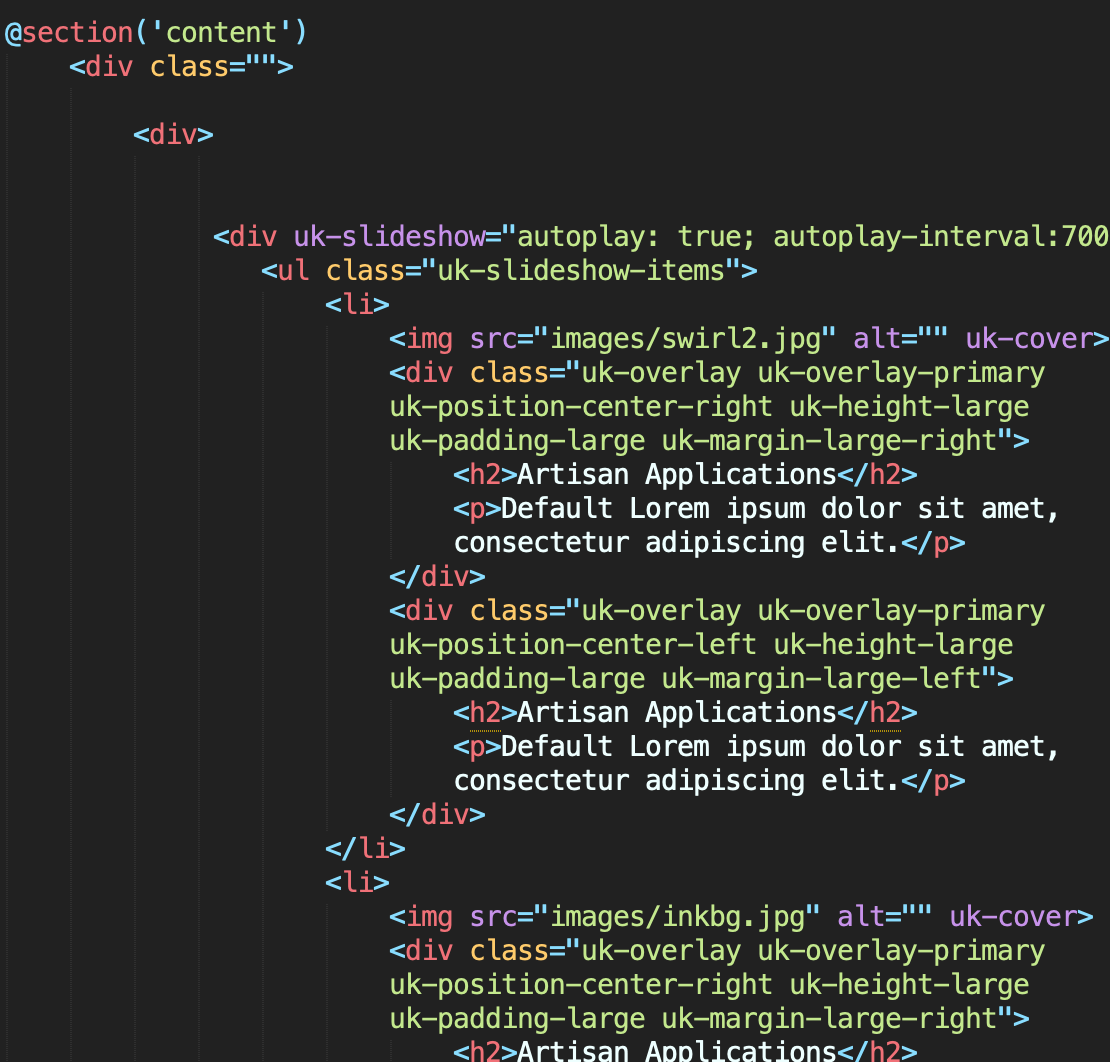 @section('content')
<div class="">
<div>
<div uk-slideshow="autoplay: true; autoplay-interval:700
<ul class="uk-slideshow-items">
<li>
<img src="images/swirl2.jpg" alt="" uk-cover>
<div class="uk-overlay uk-overlay-primary
uk-position-center-right uk-height-large
uk-padding-large uk-margin-large-right">
<h2>Artisan Applications</h2>
<p>Default Lorem ipsum dolor sit amet,
consectetur adipiscing elit.</p>
</div>
<div class="uk-overlay uk-overlay-primary
uk-position-center-left uk-height-large
uk-padding-large uk-margin-large-left">
<h2>Artisan Applications</h2>
<p>Default Lorem ipsum dolor sit amet,
consectetur adipiscing elit.</p>
</div>
</li>
<li>
<img src="images/inkbg.jpg" alt="" uk-cover>
<div class="uk-overlay uk-overlay-primary
uk-position-center-right uk-height-large
uk-padding-large uk-margin-large-right">
<h2>Artisan Applications</h2>